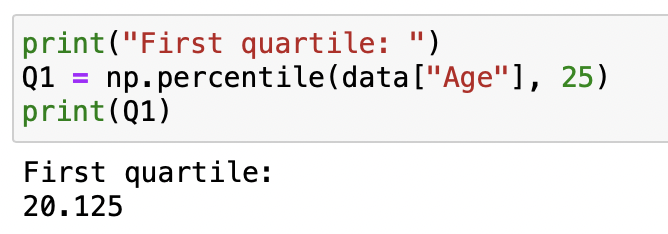 print("First quartile: ")
Q1 = np.percentile(data["Age"], 25)
print(Q1)
First quartile:
20.125